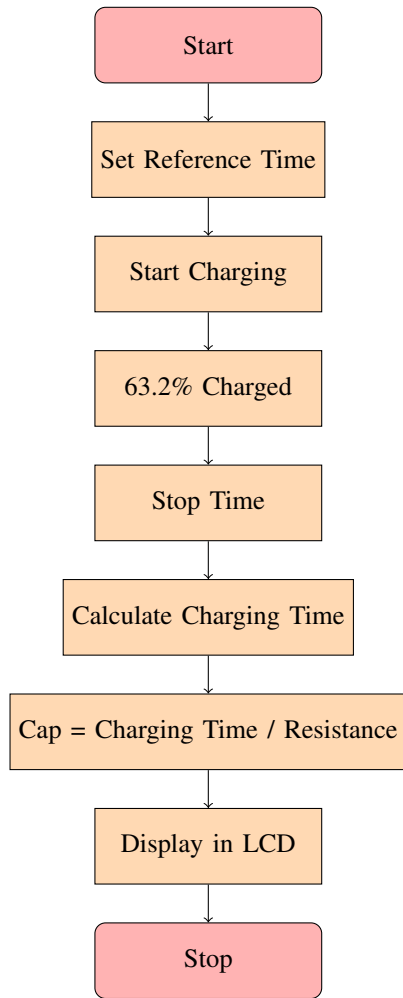 Start
Set Reference Time
Start Charging
63.2% Charged
Stop Time
Calculate Charging Time
Cap = Charging Time / Resistance
Display in LCD
Stop